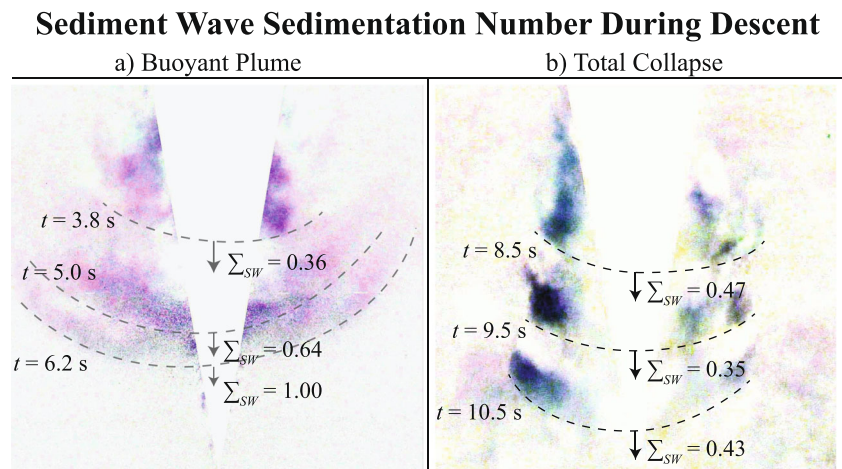 Sediment Wave Sedimentation Number During Descent
a) Buoyant Plume
b) Total Collapse
t = 3.8 s
∑SW = 0.36
t = 5.0 s
∑SW = 0.64
t = 6.2 s
∑SW = 1.00
t = 8.5 s
∑SW = 0.47
t = 9.5 s
∑SW = 0.35
t = 10.5 s
∑SW = 0.43